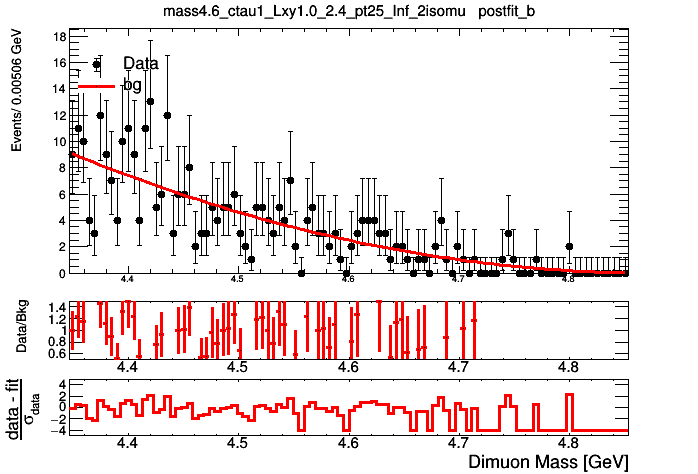 mass4.6_ctau1_Lxy1.0_2.4_pt25_Inf_2isomu postfit_b
Events/ 0.00506 GeV
18
16
14
12
10
8
6
4
2
0
Data
bg
4.4 4.5 4.6 4.7 4.8
Data/Bkg
1.4
1.2
1.0
0.8
0.6
4.4 4.5 4.6 4.7 4.8
data - fit
σdata
4
2
0
−2
−4
4.4 4.5 4.6 4.7 4.8
Dimuon Mass [GeV]